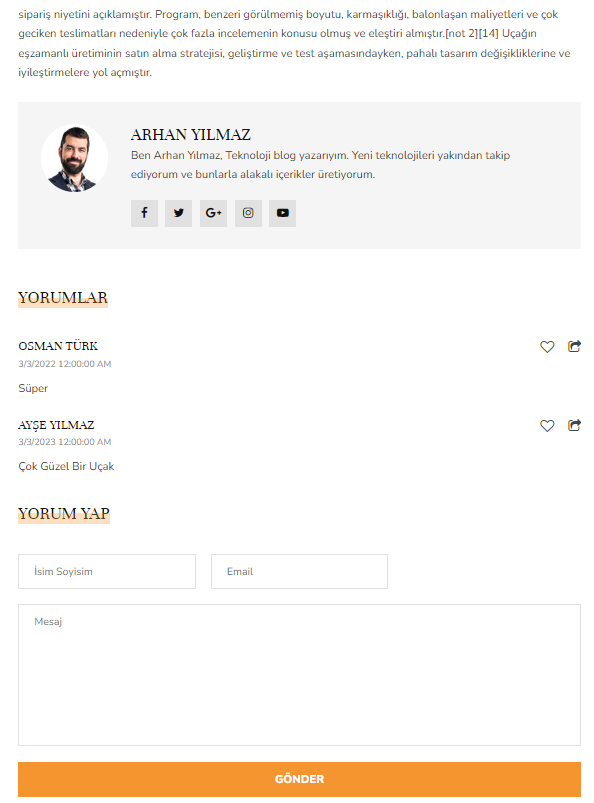 sipariş niyetini açıklamıştır. Program, benzeri görülmemiş boyutu, karmaşıklığı, balonlaşan maliyetleri ve çok
geciken teslimatları nedeniyle çok fazla incelemenin konusu olmuş ve eleştiri almıştır.[not 2][14] Uçağın
eşzamanlı üretiminin satın alma stratejisi, geliştirme ve test aşamasındayken, pahalı tasarım değişikliklerine ve
iyileştirmelere yol açmıştır.
ARHAN YILMAZ
Ben Arhan Yılmaz, Teknoloji blog yazarıyım. Yeni teknolojileri yakından takip
ediyorum ve bunlarla alakalı içerikler üretiyorum.
YORUMLAR
OSMAN TÜRK
3/3/2022 12:00:00 AM
Süper
AYŞE YILMAZ
3/3/2023 12:00:00 AM
Çok Güzel Bir Uçak
YORUM YAP
İsim Soyisim
Email
Mesaj
GÖNDER